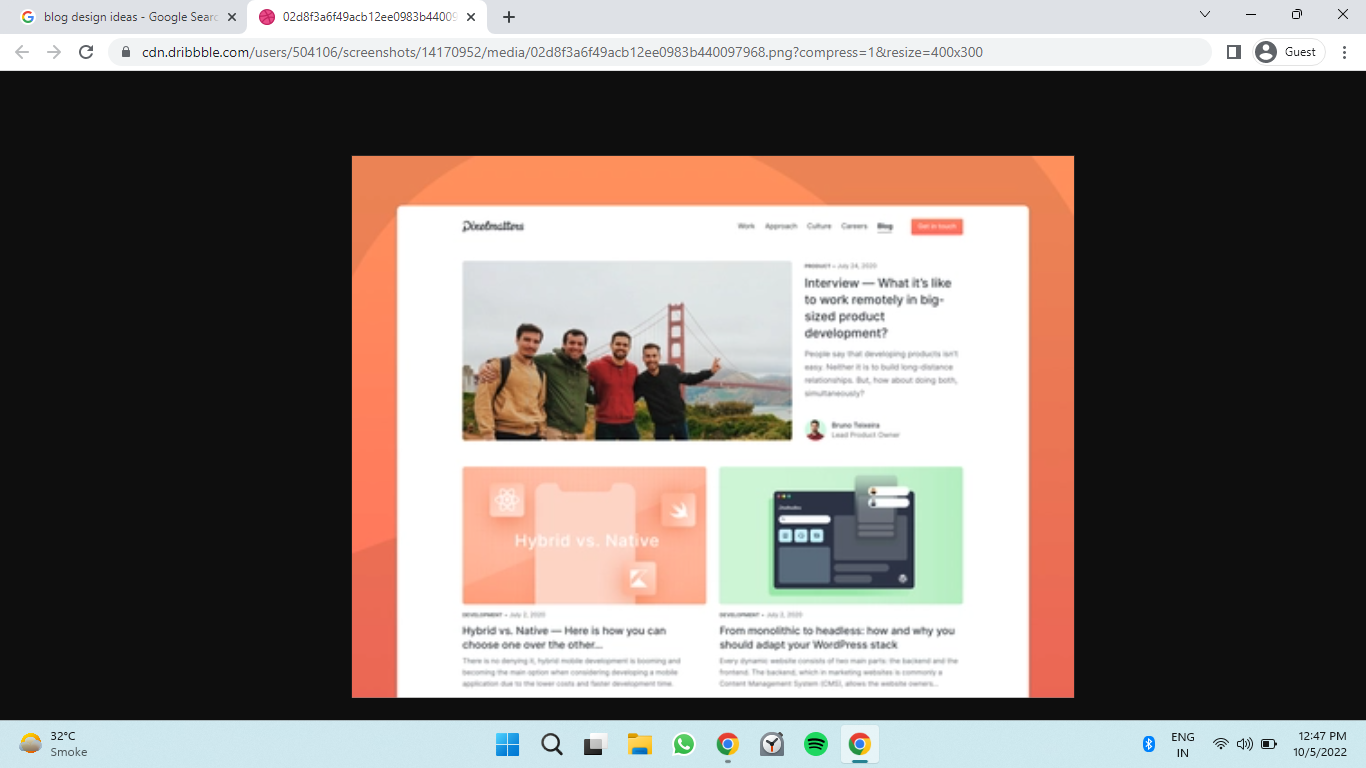 blog design ideas - Google Searc
02d8f3a6f49acb12ee0983b44009
cdn.dribbble.com/users/504106/screenshots/14170952/media/02d8f3a6f49acb12ee0983b440097968.png?compress=1&resize=400x300
Guest
Pixelmatters
Work Approach Culture Careers Blog Get in touch
PRODUCT • July 24, 2020
Interview — What it's like
to work remotely in big-
sized product
development?
People say that developing products isn't
easy. Neither it is to build long-distance
relationships. But, how about doing both,
simultaneously?
Bruno Teixeira
Lead Product Owner
Hybrid vs. Native
DEVELOPMENT • July 2, 2020
Hybrid vs. Native — Here is how you can
choose one over the other...
There is no denying it, hybrid mobile development is booming and
becoming the main option when considering developing a mobile
application due to the lower costs and faster development time.
DEVELOPMENT • July 2, 2020
From monolithic to headless: how and why you
should adapt your WordPress stack
Every dynamic website consists of two main parts: the backend and the
frontend. The backend, which in marketing websites is commonly a
Content Management System (CMS), allows the website owners...
32°C
Smoke
ENG
IN
12:47 PM
10/5/2022